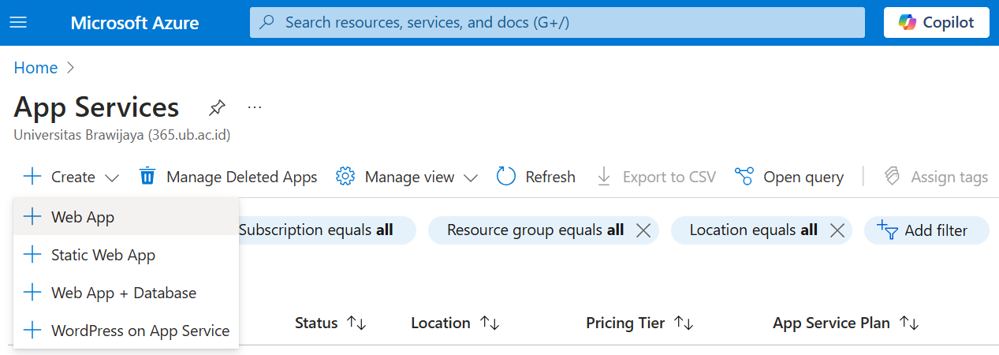 Microsoft Azure Search resources, services, and docs (G+/) Copilot
Home
App Services
Universitas Brawijaya (365.ub.ac.id)
Create Manage Deleted Apps Manage view Refresh Export to CSV Open query Assign tags
Web App
Subscription equals all Resource group equals all Location equals all Add filter
Static Web App
Web App + Database
WordPress on App Service
Status Location Pricing Tier App Service Plan